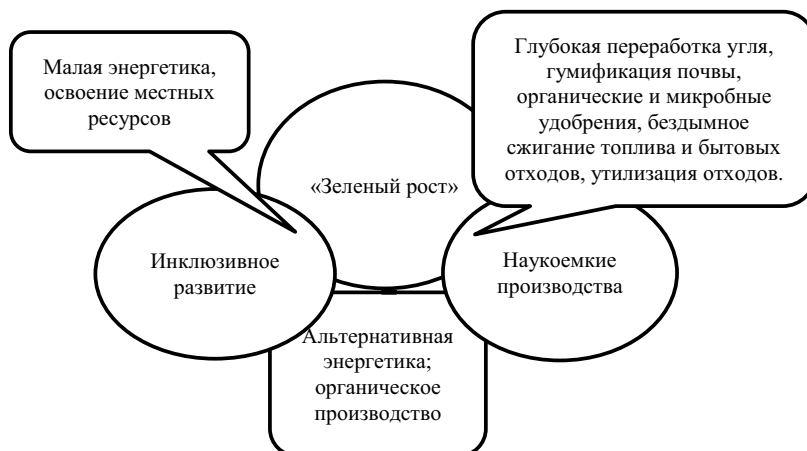 Малая энергетика,
освоение местных
ресурсов
Глубокая переработка угля,
гумификация почвы,
органические и микробные
удобрения, бездымное
сжигание топлива и бытовых
отходов, утилизация отходов.
«Зеленый рост»
Инклюзивное
развитие
Наукоемкие
производства
Альтернативная
энергетика;
органическое
производство